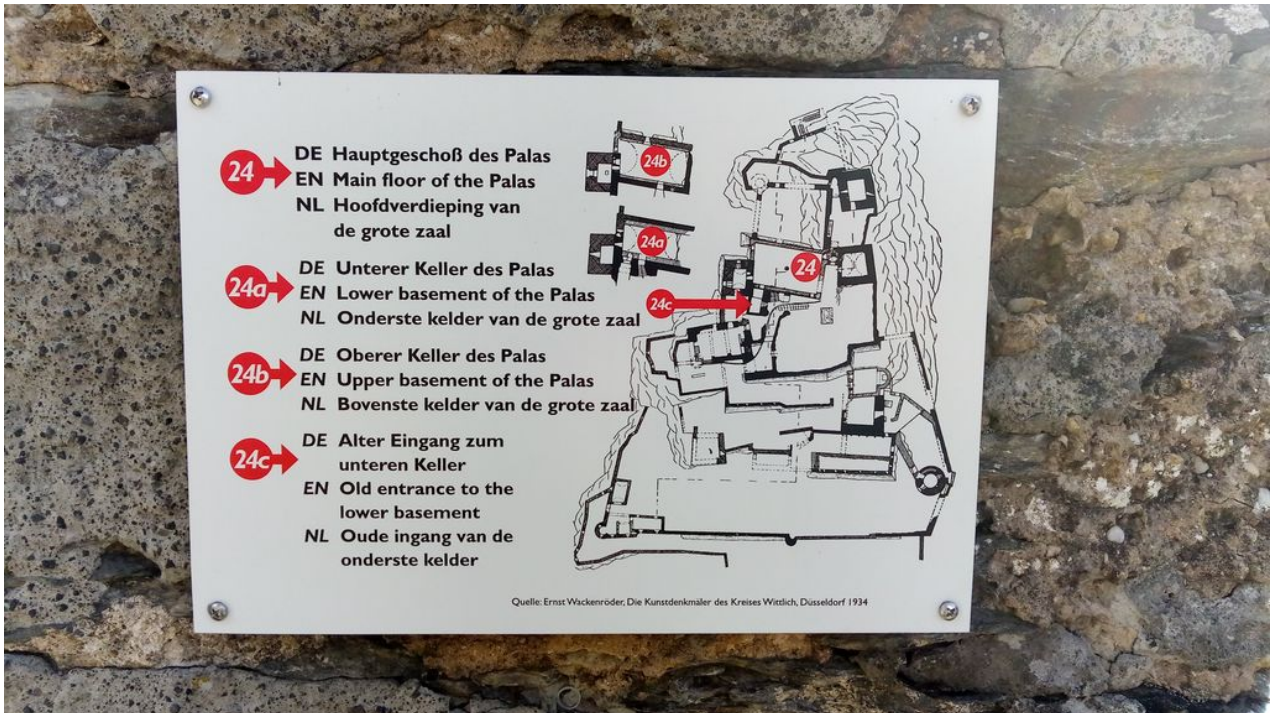 24 DE Hauptgeschoß des Palas
EN Main floor of the Palas
NL Hoofdverdieping van
de grote zaal
24a DE Unterer Keller des Palas
EN Lower basement of the Palas
NL Onderste kelder van de grote zaal
24b DE Oberer Keller des Palas
EN Upper basement of the Palas
NL Bovenste kelder van de grote zaal
24c DE Alter Eingang zum
unteren Keller
EN Old entrance to the
lower basement
NL Oude ingang van de
onderste kelder
24b
24a
24
24c
Quelle: Ernst Wackenröder, Die Kunstdenkmäler des Kreises Wittlich, Düsseldorf 1934